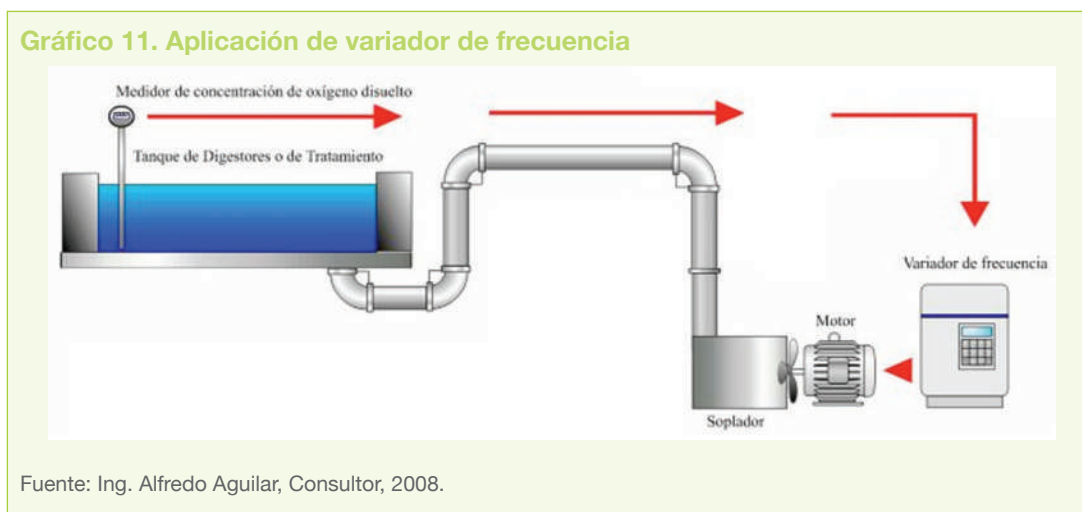 Gráfico 11. Aplicación de variador de frecuencia
Medidor de concentración de oxígeno disuelto
Tanque de Digestores o de Tratamiento
Variador de frecuencia
Motor
Soplador
Fuente: Ing. Alfredo Aguilar, Consultor, 2008.